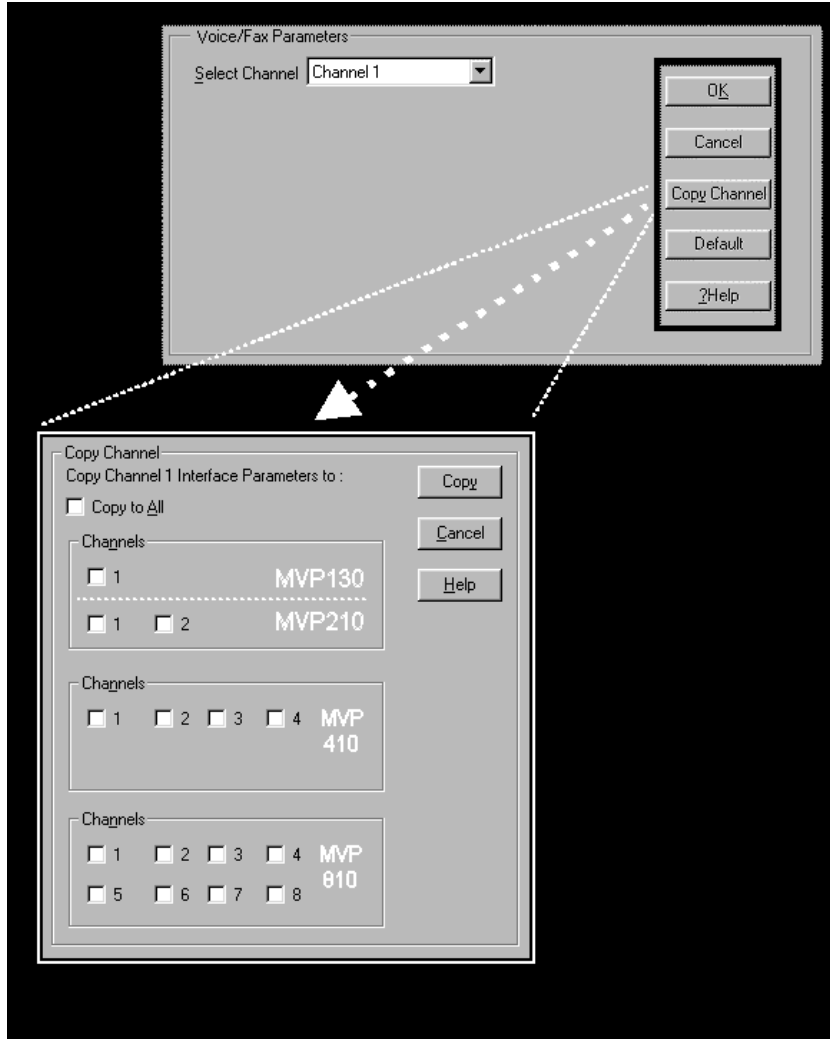 Voice/Fax Parameters
Select Channel Channel 1
OK
Cancel
Copy Channel
Default
?Help
Copy Channel
Copy Channel 1 Interface Parameters to :
Copy to All
Copy
Cancel
Help
Channels
1 MVP130
1 2 MVP210
Channels
1 2 3 4 MVP
410
Channels
1 2 3 4 MVP
810
5 6 7 8